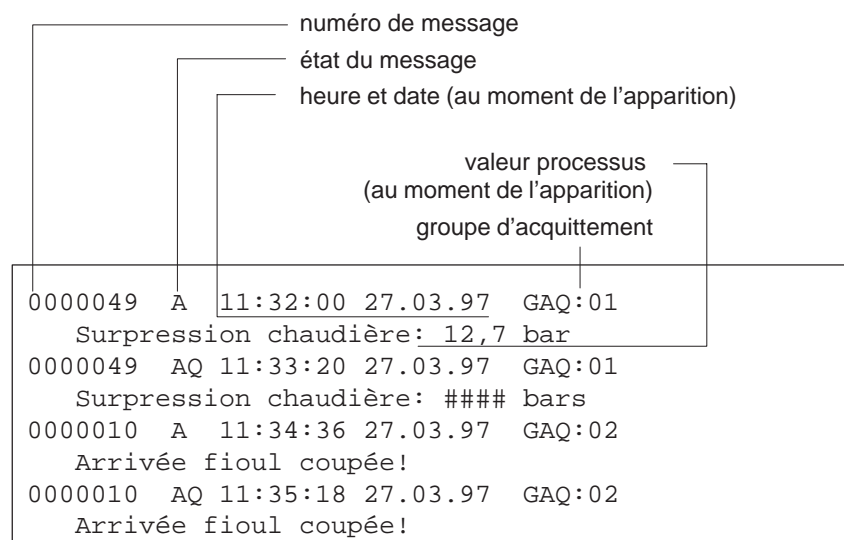 numéro de message
état du message
heure et date (au moment de l'apparition)
valeur processus
(au moment de l'apparition)
groupe d'acquittement
0000049  A  11:32:00 27.03.97  GAQ:01
Surpression chaudière: 12,7 bar
0000049  AQ 11:33:20 27.03.97  GAQ:01
Surpression chaudière: #### bars
0000010  A  11:34:36 27.03.97  GAQ:02
Arrivée fioul coupée!
0000010  AQ 11:35:18 27.03.97  GAQ:02
Arrivée fioul coupée!